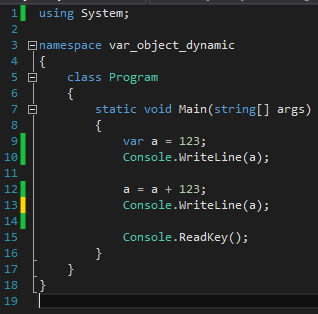 1 using System;
2
3 namespace var_object_dynamic
4 {
5 class Program
6 {
7 static void Main(string[] args)
8 {
9 var a = 123;
10 Console.WriteLine(a);
11
12 a = a + 123;
13 Console.WriteLine(a);
14
15 Console.ReadKey();
16 }
17 }
18 }
19